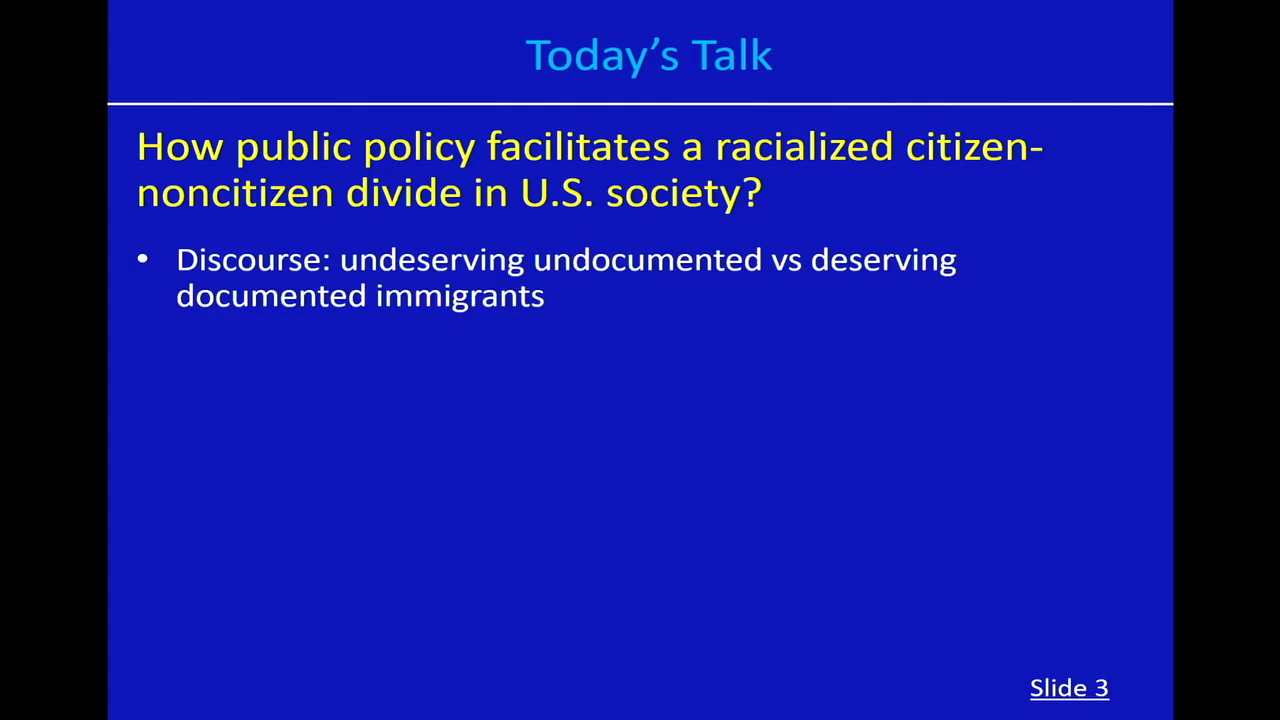 Today’s Talk
How public policy facilitates a racialized citizen-
noncitizen divide in U.S. society?
• Discourse: undeserving undocumented vs deserving
documented immigrants
Slide 3